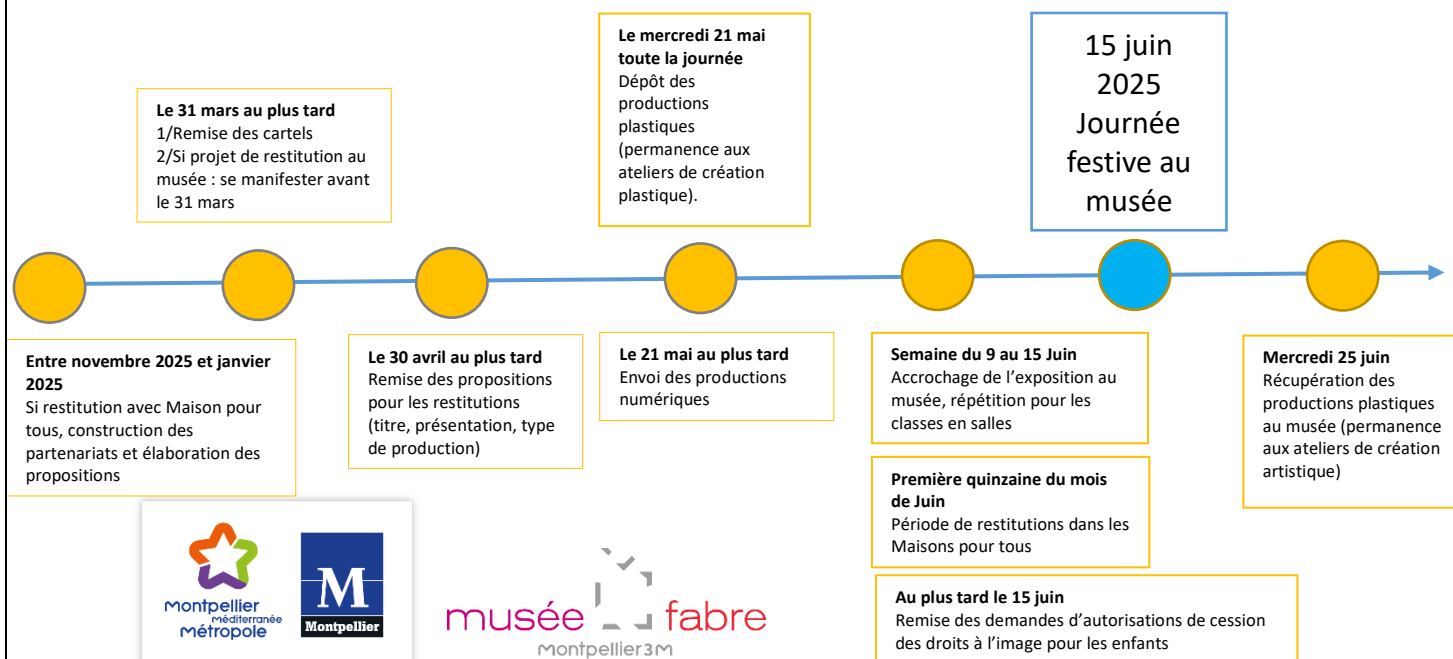 Le 31 mars au plus tard
1/Remise des cartels
2/Si projet de restitution au
musée : se manifester avant
le 31 mars
Le mercredi 21 mai
toute la journée
Dépôt des
productions
plastiques
(permanence aux
ateliers de création
plastique).
15 juin
2025
Journée
festive au
musée
Entre novembre 2025 et janvier
2025
Si restitution avec Maison pour
tous, construction des
partenariats et élaboration des
propositions
Le 30 avril au plus tard
Remise des propositions
pour les restitutions
(titre, présentation, type
de production)
Le 21 mai au plus tard
Envoi des productions
numériques
Semaine du 9 au 15 Juin
Accrochage de l’exposition au
musée, répétition pour les
classes en salles
Première quinzaine du mois
de Juin
Période de restitutions dans les
Maisons pour tous
Au plus tard le 15 juin
Remise des demandes d’autorisations de cession
des droits à l’image pour les enfants
Mercredi 25 juin
Récupération des
productions plastiques
au musée (permanence
aux ateliers de création
artistique)
montpellier
méditerranée
métropole
M
Montpellier
musée fabre
montpellier3m